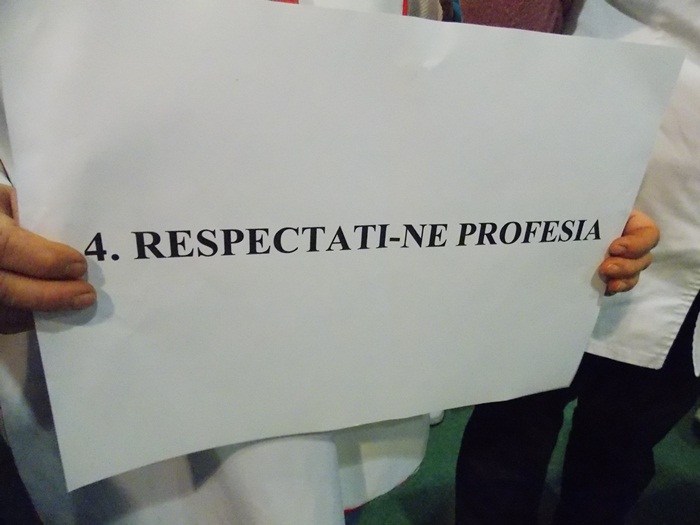 4. RESPECTATI-NE PROFESIA